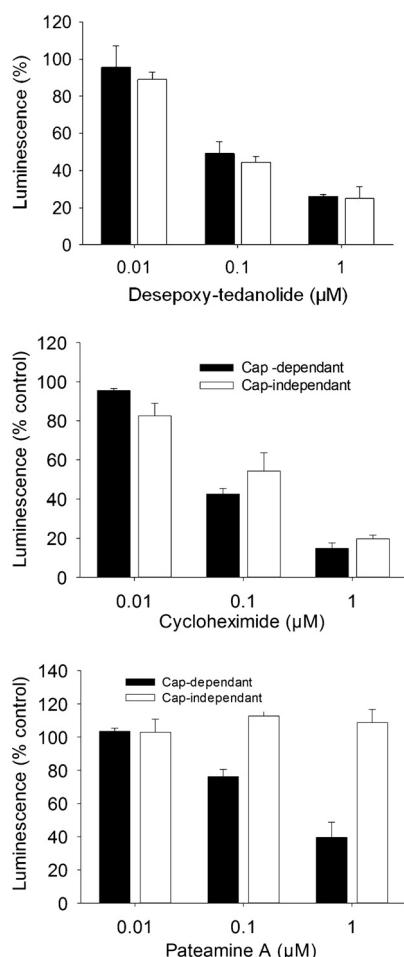 120
100
80
60
40
20
0
Luminescence (%)
0.01 0.1 1
Desepoxy-tedanolide (µM)
120
100
80
60
40
20
0
Luminescence (% control)
Cap -dependant
Cap-independant
0.01 0.1 1
Cycloheximide (µM)
140
120
100
80
60
40
20
0
Luminescence (% control)
Cap-dependant
Cap-independant
0.01 0.1 1
Pateamine A (µM)